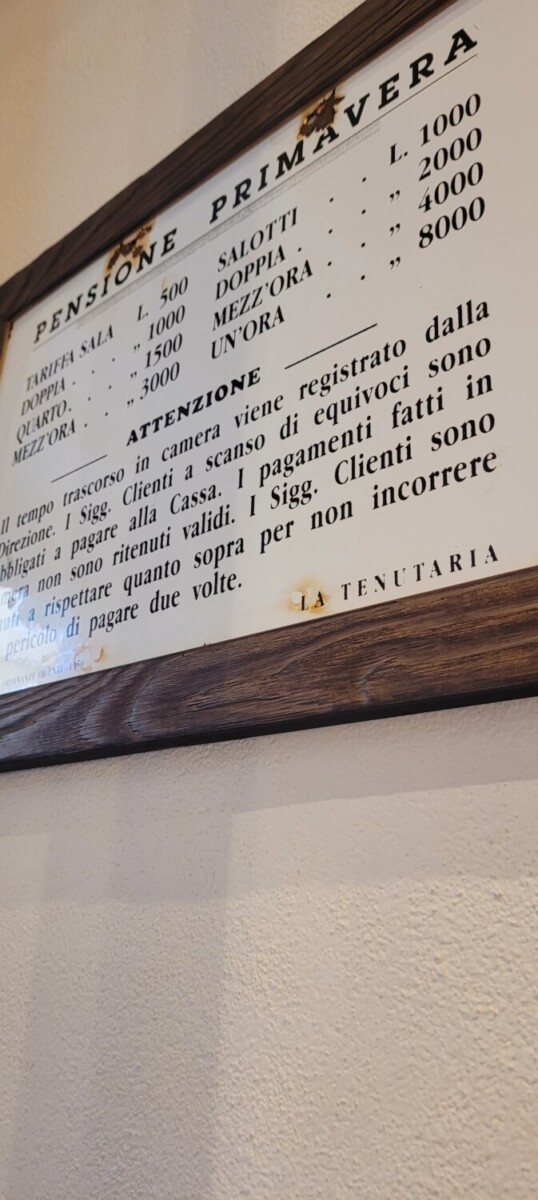 PENSIONE PRIMAVERA
TARIFFA SALA L. 500 SALOTTI . . L. 1000
DOPPIA . . . „ 1000 DOPPIA . . . „ 2000
QUARTO . . . „ 1500 MEZZ'ORA . . „ 4000
MEZZ'ORA . . „ 3000 UN'ORA . . „ 8000
ATTENZIONE
Il tempo trascorso in camera viene registrato dalla
Direzione. I Sigg. Clienti a scanso di equivoci sono
bbligati a pagare alla Cassa. I pagamenti fatti in
non sono ritenuti validi. I Sigg. Clienti sono
a rispettare quanto sopra per non incorrere
pericolo di pagare due volte.
LA TENUTARIA